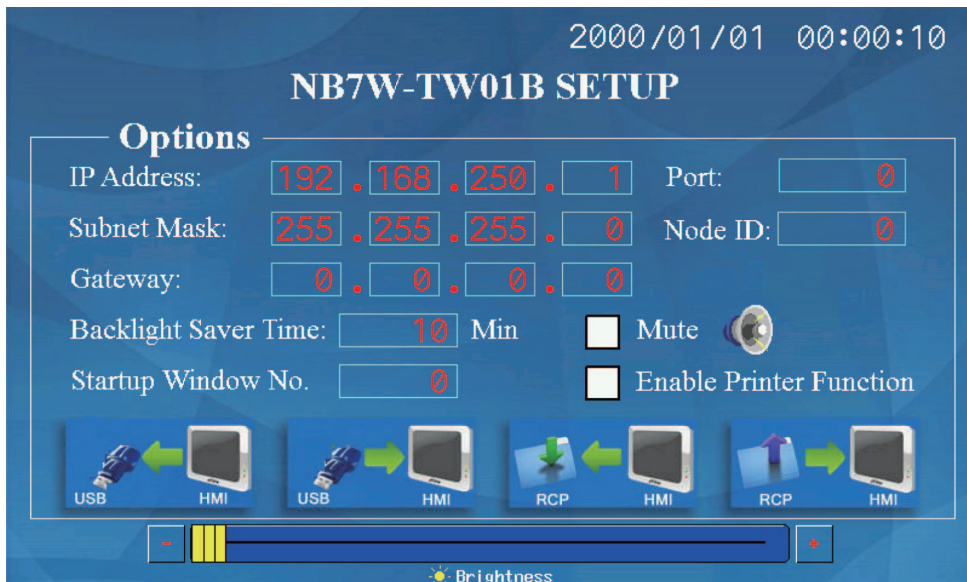 2000/01/01 00:00:10
NB7W-TW01B SETUP
Options
IP Address: 192 . 168 . 250 . 1 Port: 0
Subnet Mask: 255 . 255 . 255 . 0 Node ID: 0
Gateway: 0 . 0 . 0 . 0
Backlight Saver Time: 10 Min Mute
Startup Window No. 0 Enable Printer Function
USB HMI USB HMI RCP HMI RCP HMI
- +
Brightness